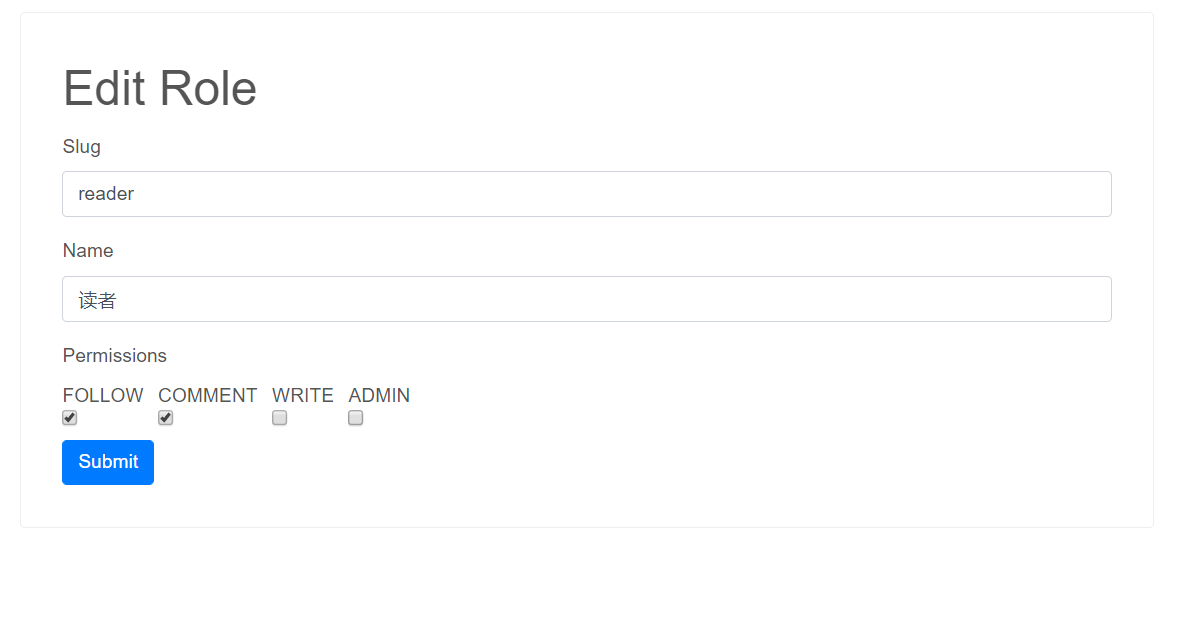 Edit Role
Slug
reader
Name
读者
Permissions
FOLLOW COMMENT WRITE ADMIN
Submit